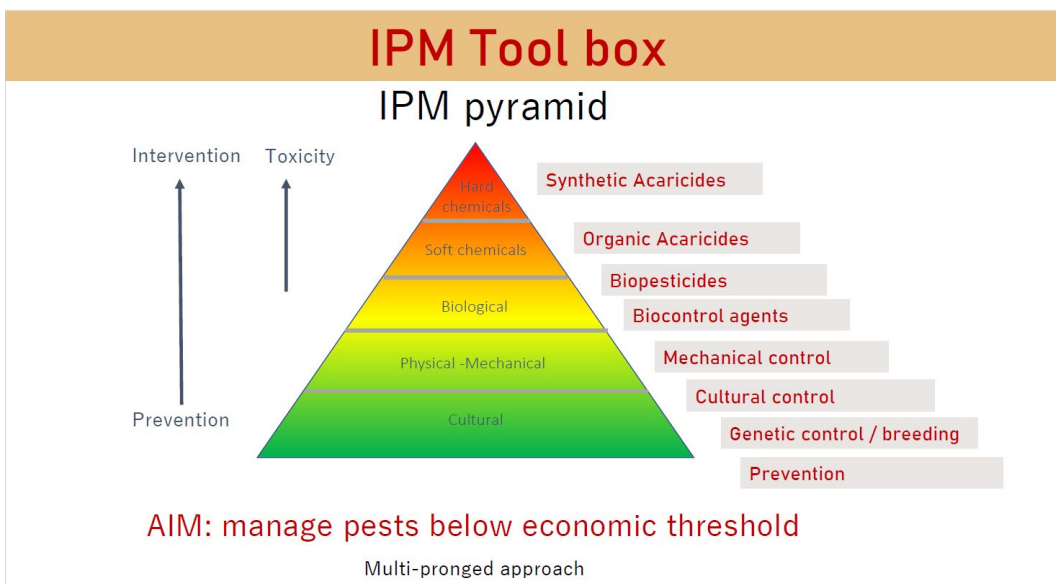 IPM Tool box
IPM pyramid
Intervention
Toxicity
Prevention
Hard
chemicals
Soft chemicals
Biological
Physical -Mechanical
Cultural
Synthetic Acaricides
Organic Acaricides
Biopesticides
Biocontrol agents
Mechanical control
Cultural control
Genetic control / breeding
Prevention
AIM: manage pests below economic threshold
Multi-pronged approach